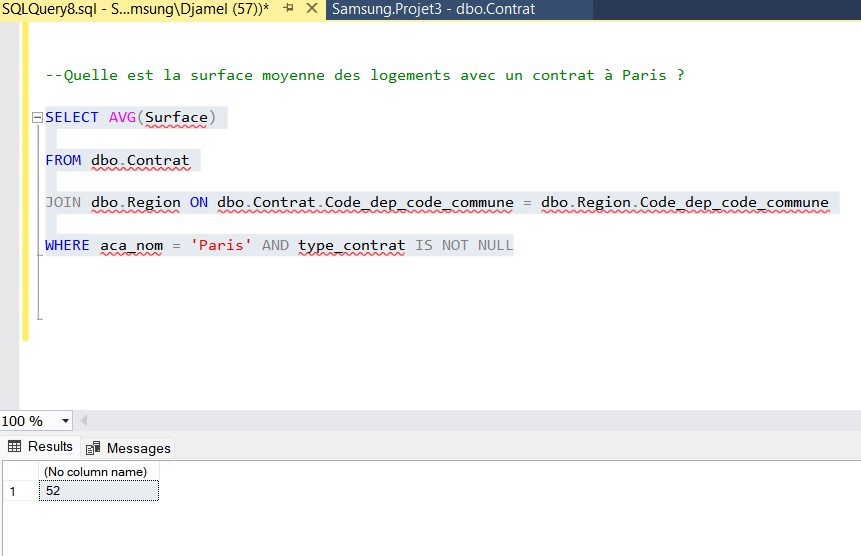 SQLQuery8.sql - S...msung\Djamel (57))*
Samsung.Projet3 - dbo.Contrat
--Quelle est la surface moyenne des logements avec un contrat à Paris ?
SELECT AVG(Surface)
FROM dbo.Contrat
JOIN dbo.Region ON dbo.Contrat.Code_dep_code_commune = dbo.Region.Code_dep_code_commune
WHERE aca_nom = 'Paris' AND type_contrat IS NOT NULL
100 %
Results
Messages
(No column name)
1 52